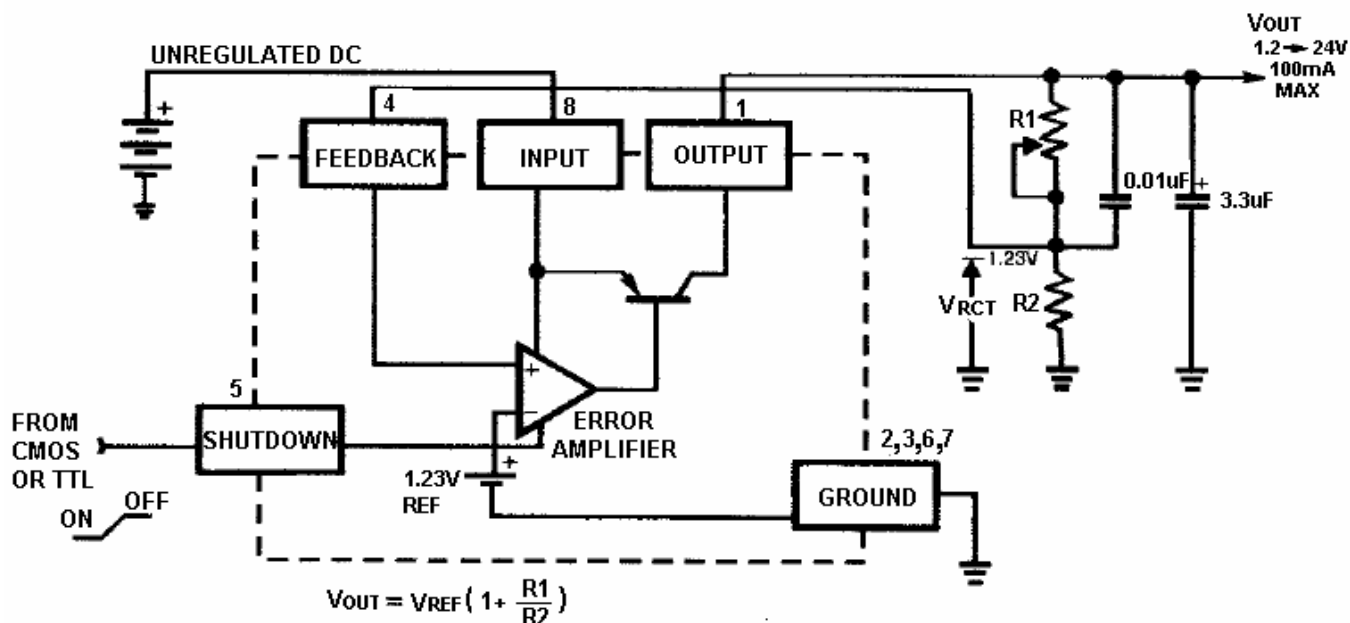 VOUT
1.2 → 24V
100mA
MAX
UNREGULATED DC
+
4
8
1
FEEDBACK
INPUT
OUTPUT
R1
0.01uF
+
3.3uF
1.23V
VRCT
R2
+
−
5
SHUTDOWN
FROM
CMOS
OR TTL
ON
OFF
ERROR
AMPLIFIER
+
1.23V
REF
2,3,6,7
GROUND
VOUT = VREF ( 1+ R1/R2 )